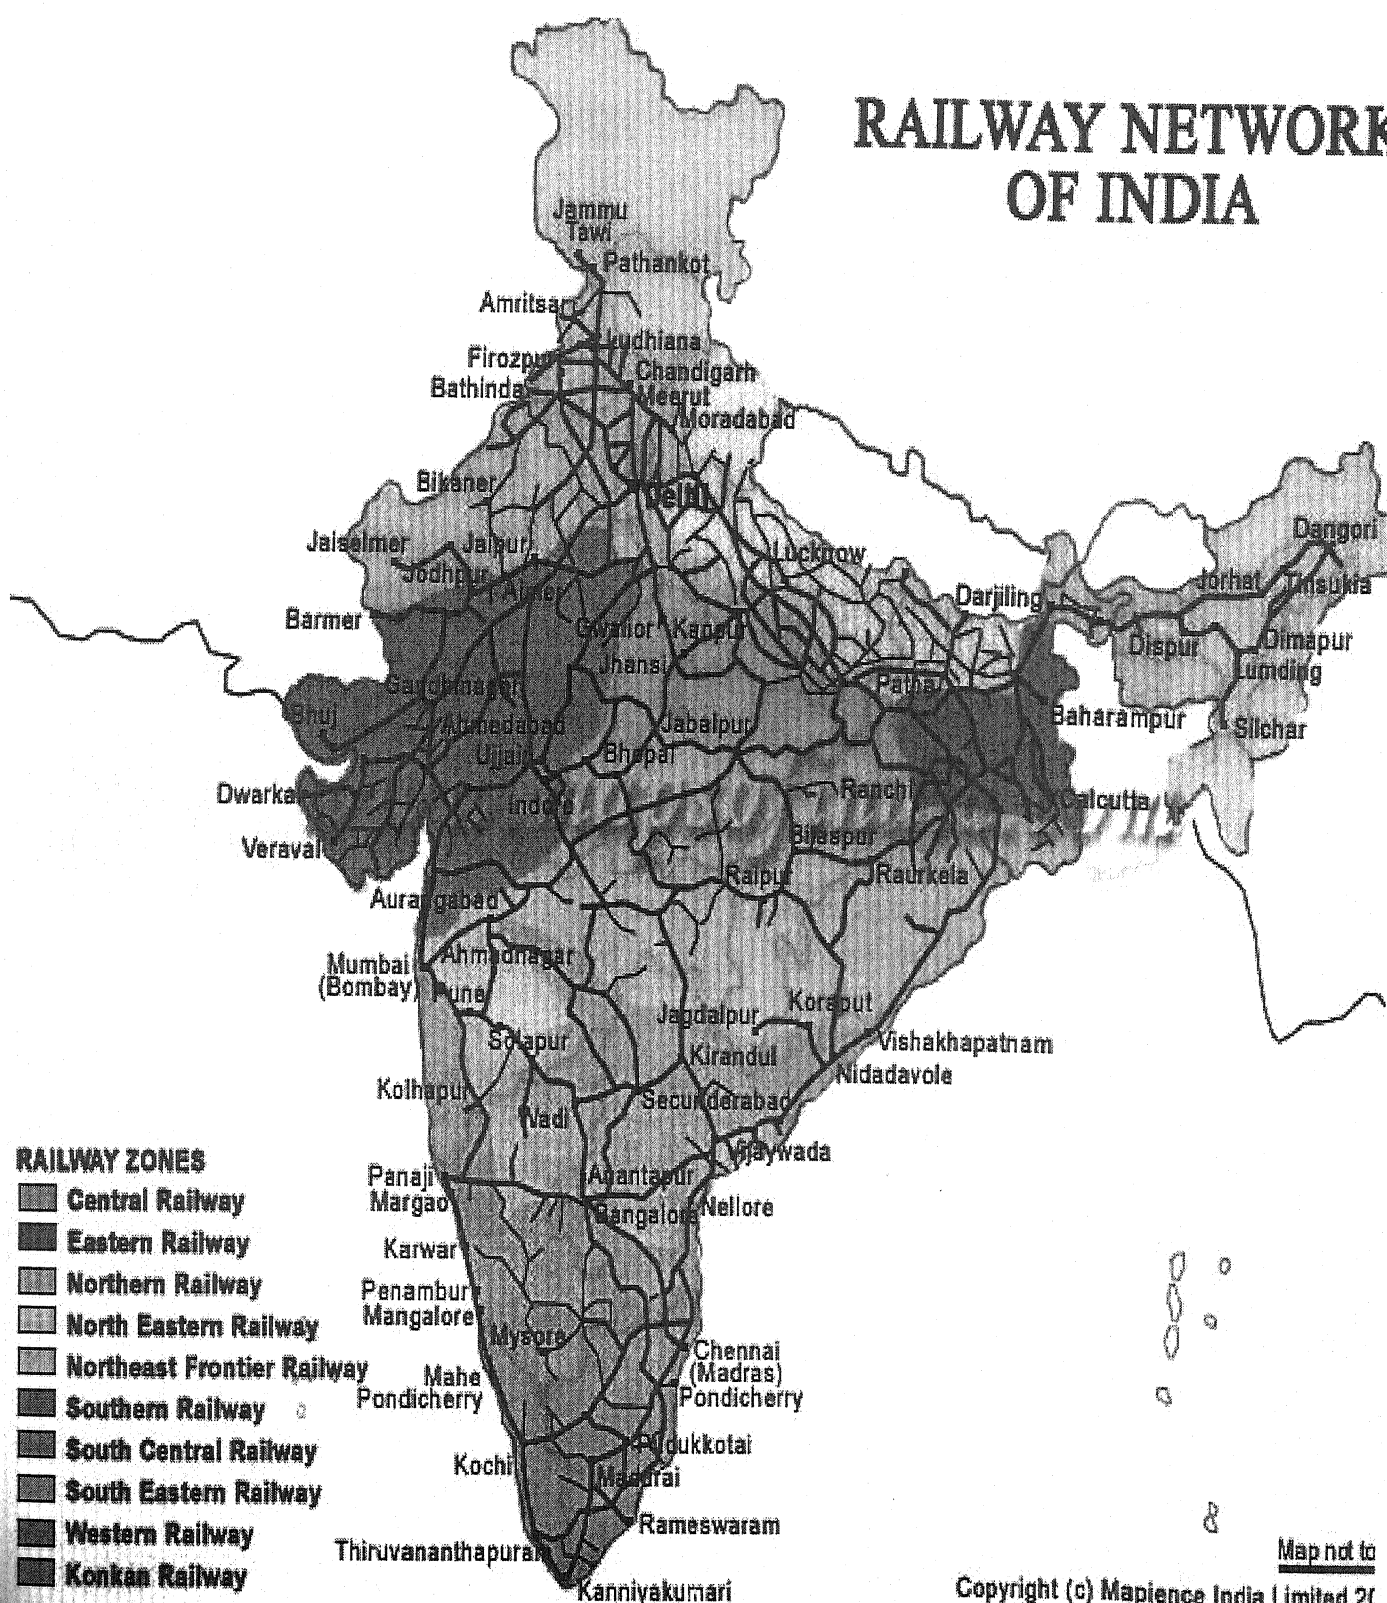 RAILWAY NETWORK
OF INDIA
Jammu
Tawi
Pathankot
Amritsar
Ludhiana
Firozpur
Chandigarh
Bathinda
Meerut
Moradabad
Bikaner
Delhi
Dangori
Jaiselmer
Jaipur
Lucknow
Jodhpur
Jorhat
Tinsukia
Ajmer
Darjiling
Barmer
Gwalior
Kanpur
Dispur
Dimapur
Jhansi
Lumding
Gandhinagar
Patna
Bhuj
Ahmadabad
Jabalpur
Baharampur
Silchar
Ujjain
Bhopal
Dwarka
Indore
Ranchi
Calcutta
Veraval
Bilaspur
Aurangabad
Raipur
Raurkela
Mumbai
(Bombay)
Ahmadnagar
Pune
Koraput
Jagdalpur
Solapur
Vishakhapatnam
Kirandul
Nidadavole
Kolhapur
Secunderabad
Wadi
Vijaywada
Panaji
Anantapur
Margao
Bangalore
Nellore
Karwar
Penambur
Mangalore
Mysore
Chennai
(Madras)
Mahe
Pondicherry
Pondicherry
Pudukkotai
Kochi
Madurai
Rameswaram
Thiruvananthapuram
Kanniyakumari
RAILWAY ZONES
Central Railway
Eastern Railway
Northern Railway
North Eastern Railway
Northeast Frontier Railway
Southern Railway
South Central Railway
South Eastern Railway
Western Railway
Konkan Railway
Map not to
Copyright (c) Mapience India Limited 20